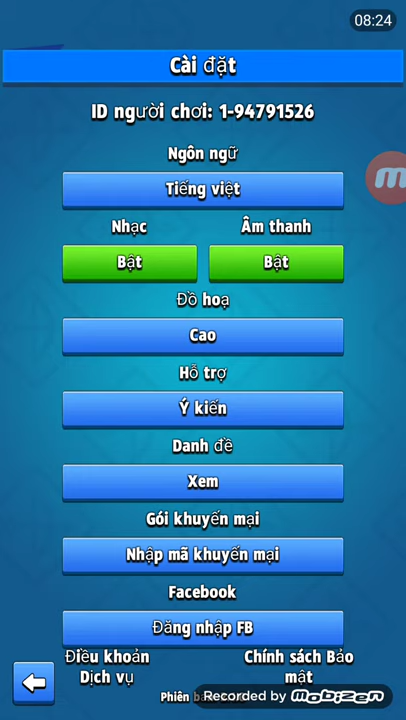 08:24
Cài đặt
ID người chơi: 1-94791526
Ngôn ngữ
Tiếng việt
Nhạc
Âm thanh
Bật
Bật
Đồ hoạ
Cao
Hỗ trợ
Ý kiến
Danh đề
Xem
Gói khuyến mại
Nhập mã khuyến mại
Facebook
Đăng nhập FB
Điều khoản
Dịch vụ
Chính sách Bảo
mật
Phiên
Recorded by mobizen